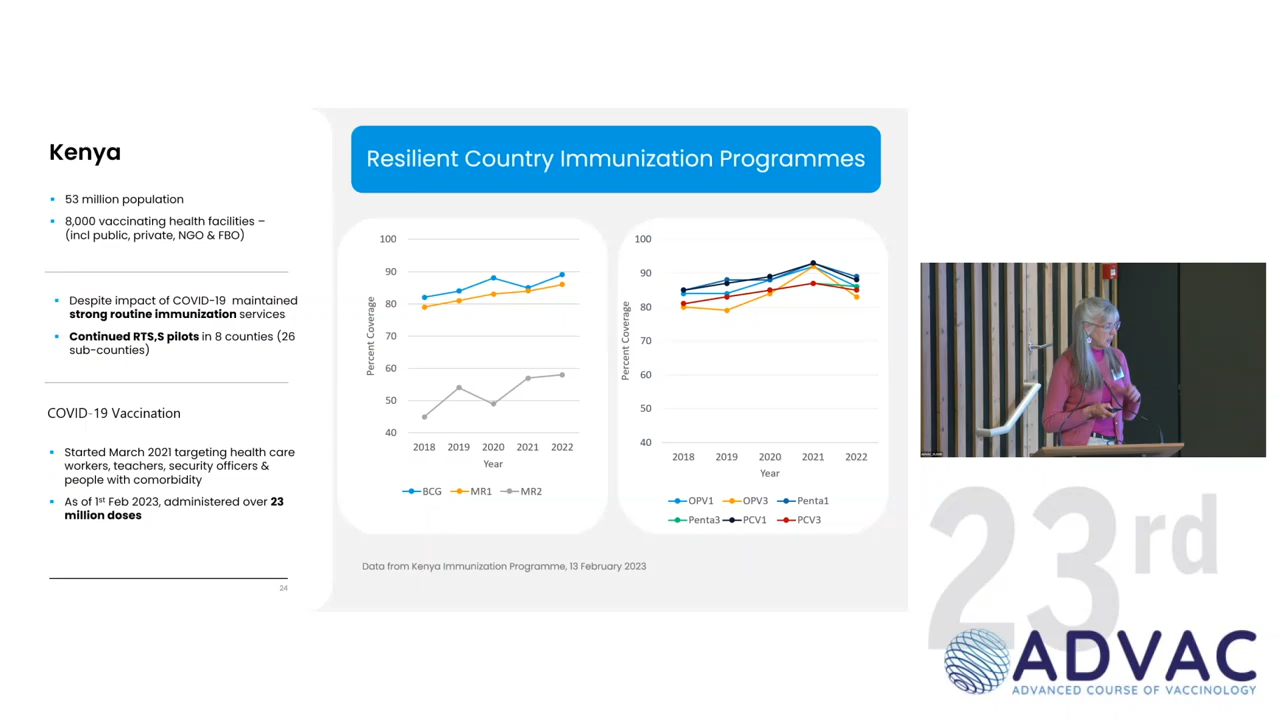 Kenya
53 million population
8,000 vaccinating health facilities –
(incl public, private, NGO & FBO)
Despite impact of COVID-19 maintained
strong routine immunization services
Continued RTS,S pilots in 8 counties (26
sub-counties)
COVID-19 Vaccination
Started March 2021 targeting health care
workers, teachers, security officers &
people with comorbidity
As of 1st Feb 2023, administered over 23
million doses
24
Resilient Country Immunization Programmes
100
90
80
70
60
50
40
Percent Coverage
2018 2019 2020 2021 2022
Year
BCG MR1 MR2
100
90
80
70
60
50
40
Percent Coverage
2018 2019 2020 2021 2022
Year
OPV1 OPV3 Penta1
Penta3 PCV1 PCV3
Data from Kenya Immunization Programme, 13 February 2023
23rd
ADVAC
ADVANCED COURSE OF VACCINOLOGY